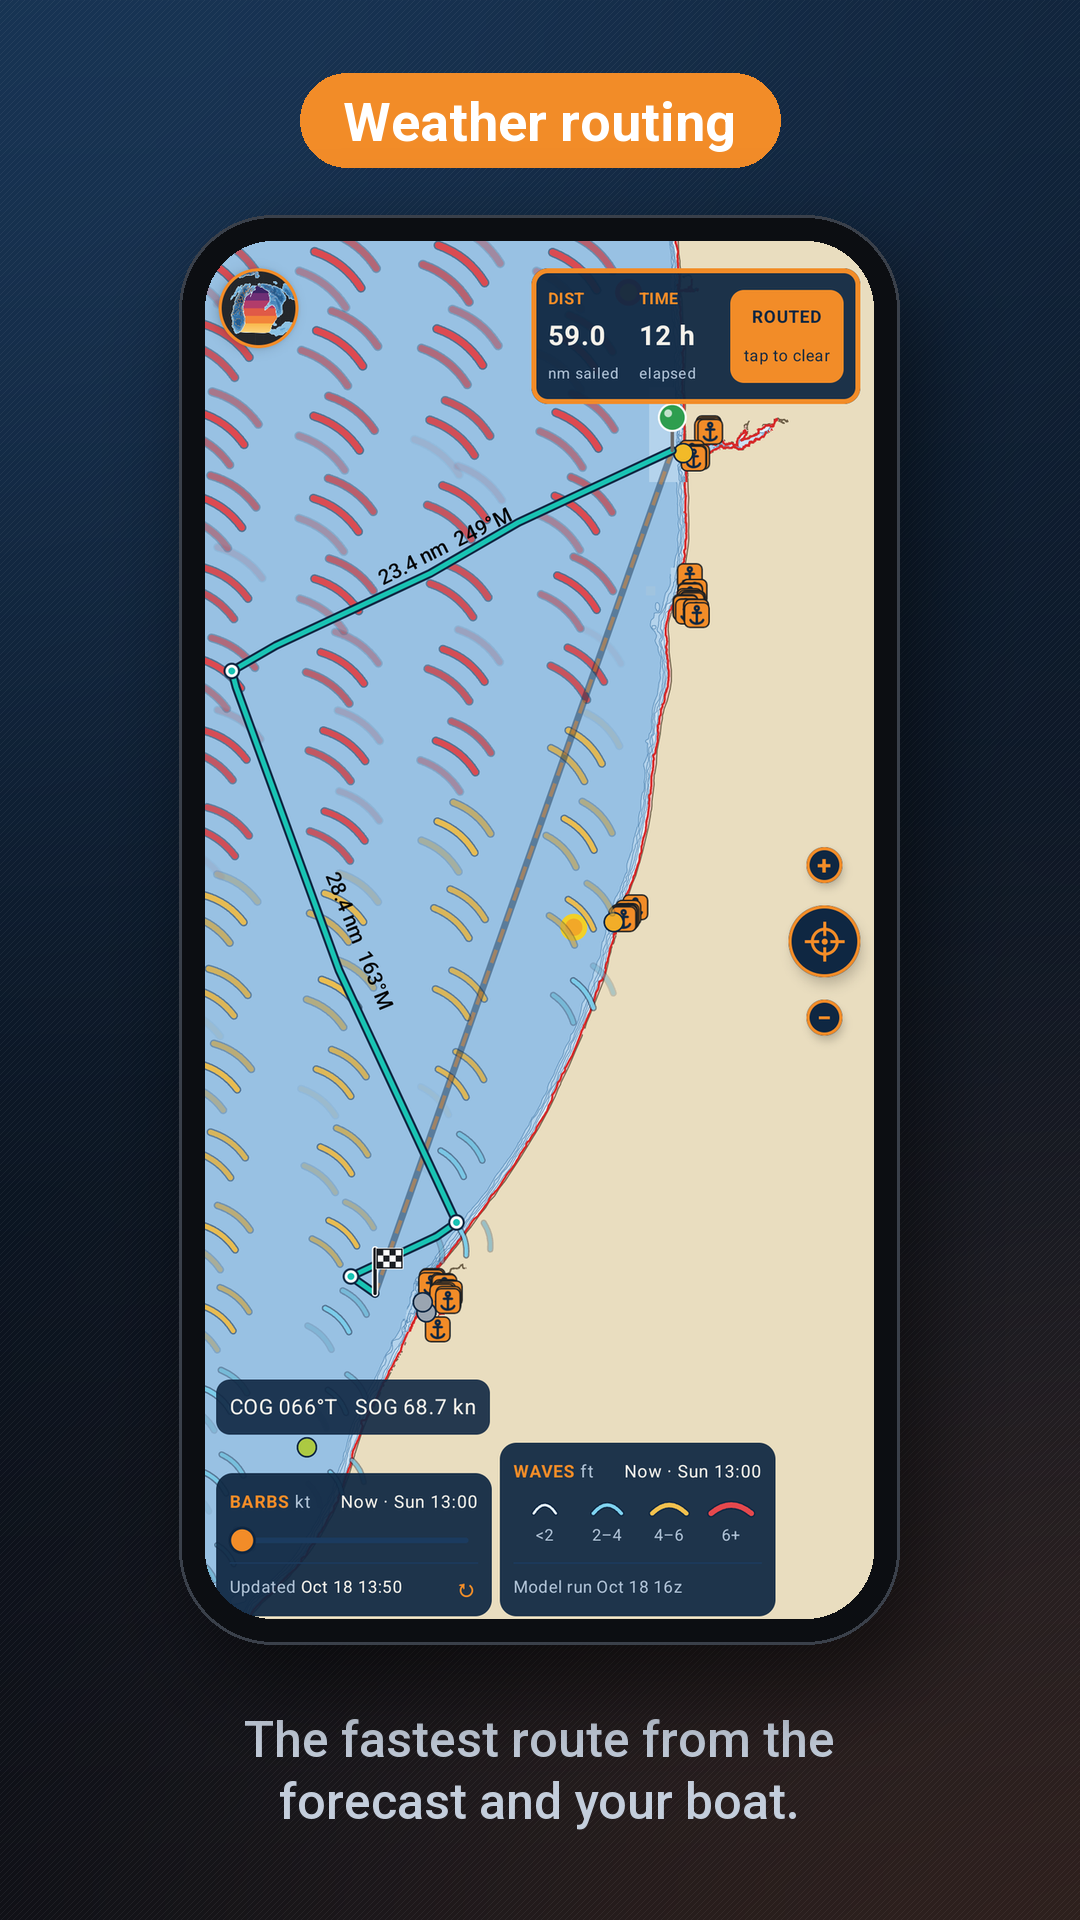 Weather routing
DIST TIME
59.0 12 h
nm sailed elapsed
ROUTED
tap to clear
23.4 nm 249°M
28.4 nm 163°M
COG 066°T SOG 68.7 kn
BARBS kt Now · Sun 13:00
Updated Oct 18 13:50
WAVES ft Now · Sun 13:00
<2 2–4 4–6 6+
Model run Oct 18 16z
The fastest route from the
forecast and your boat.